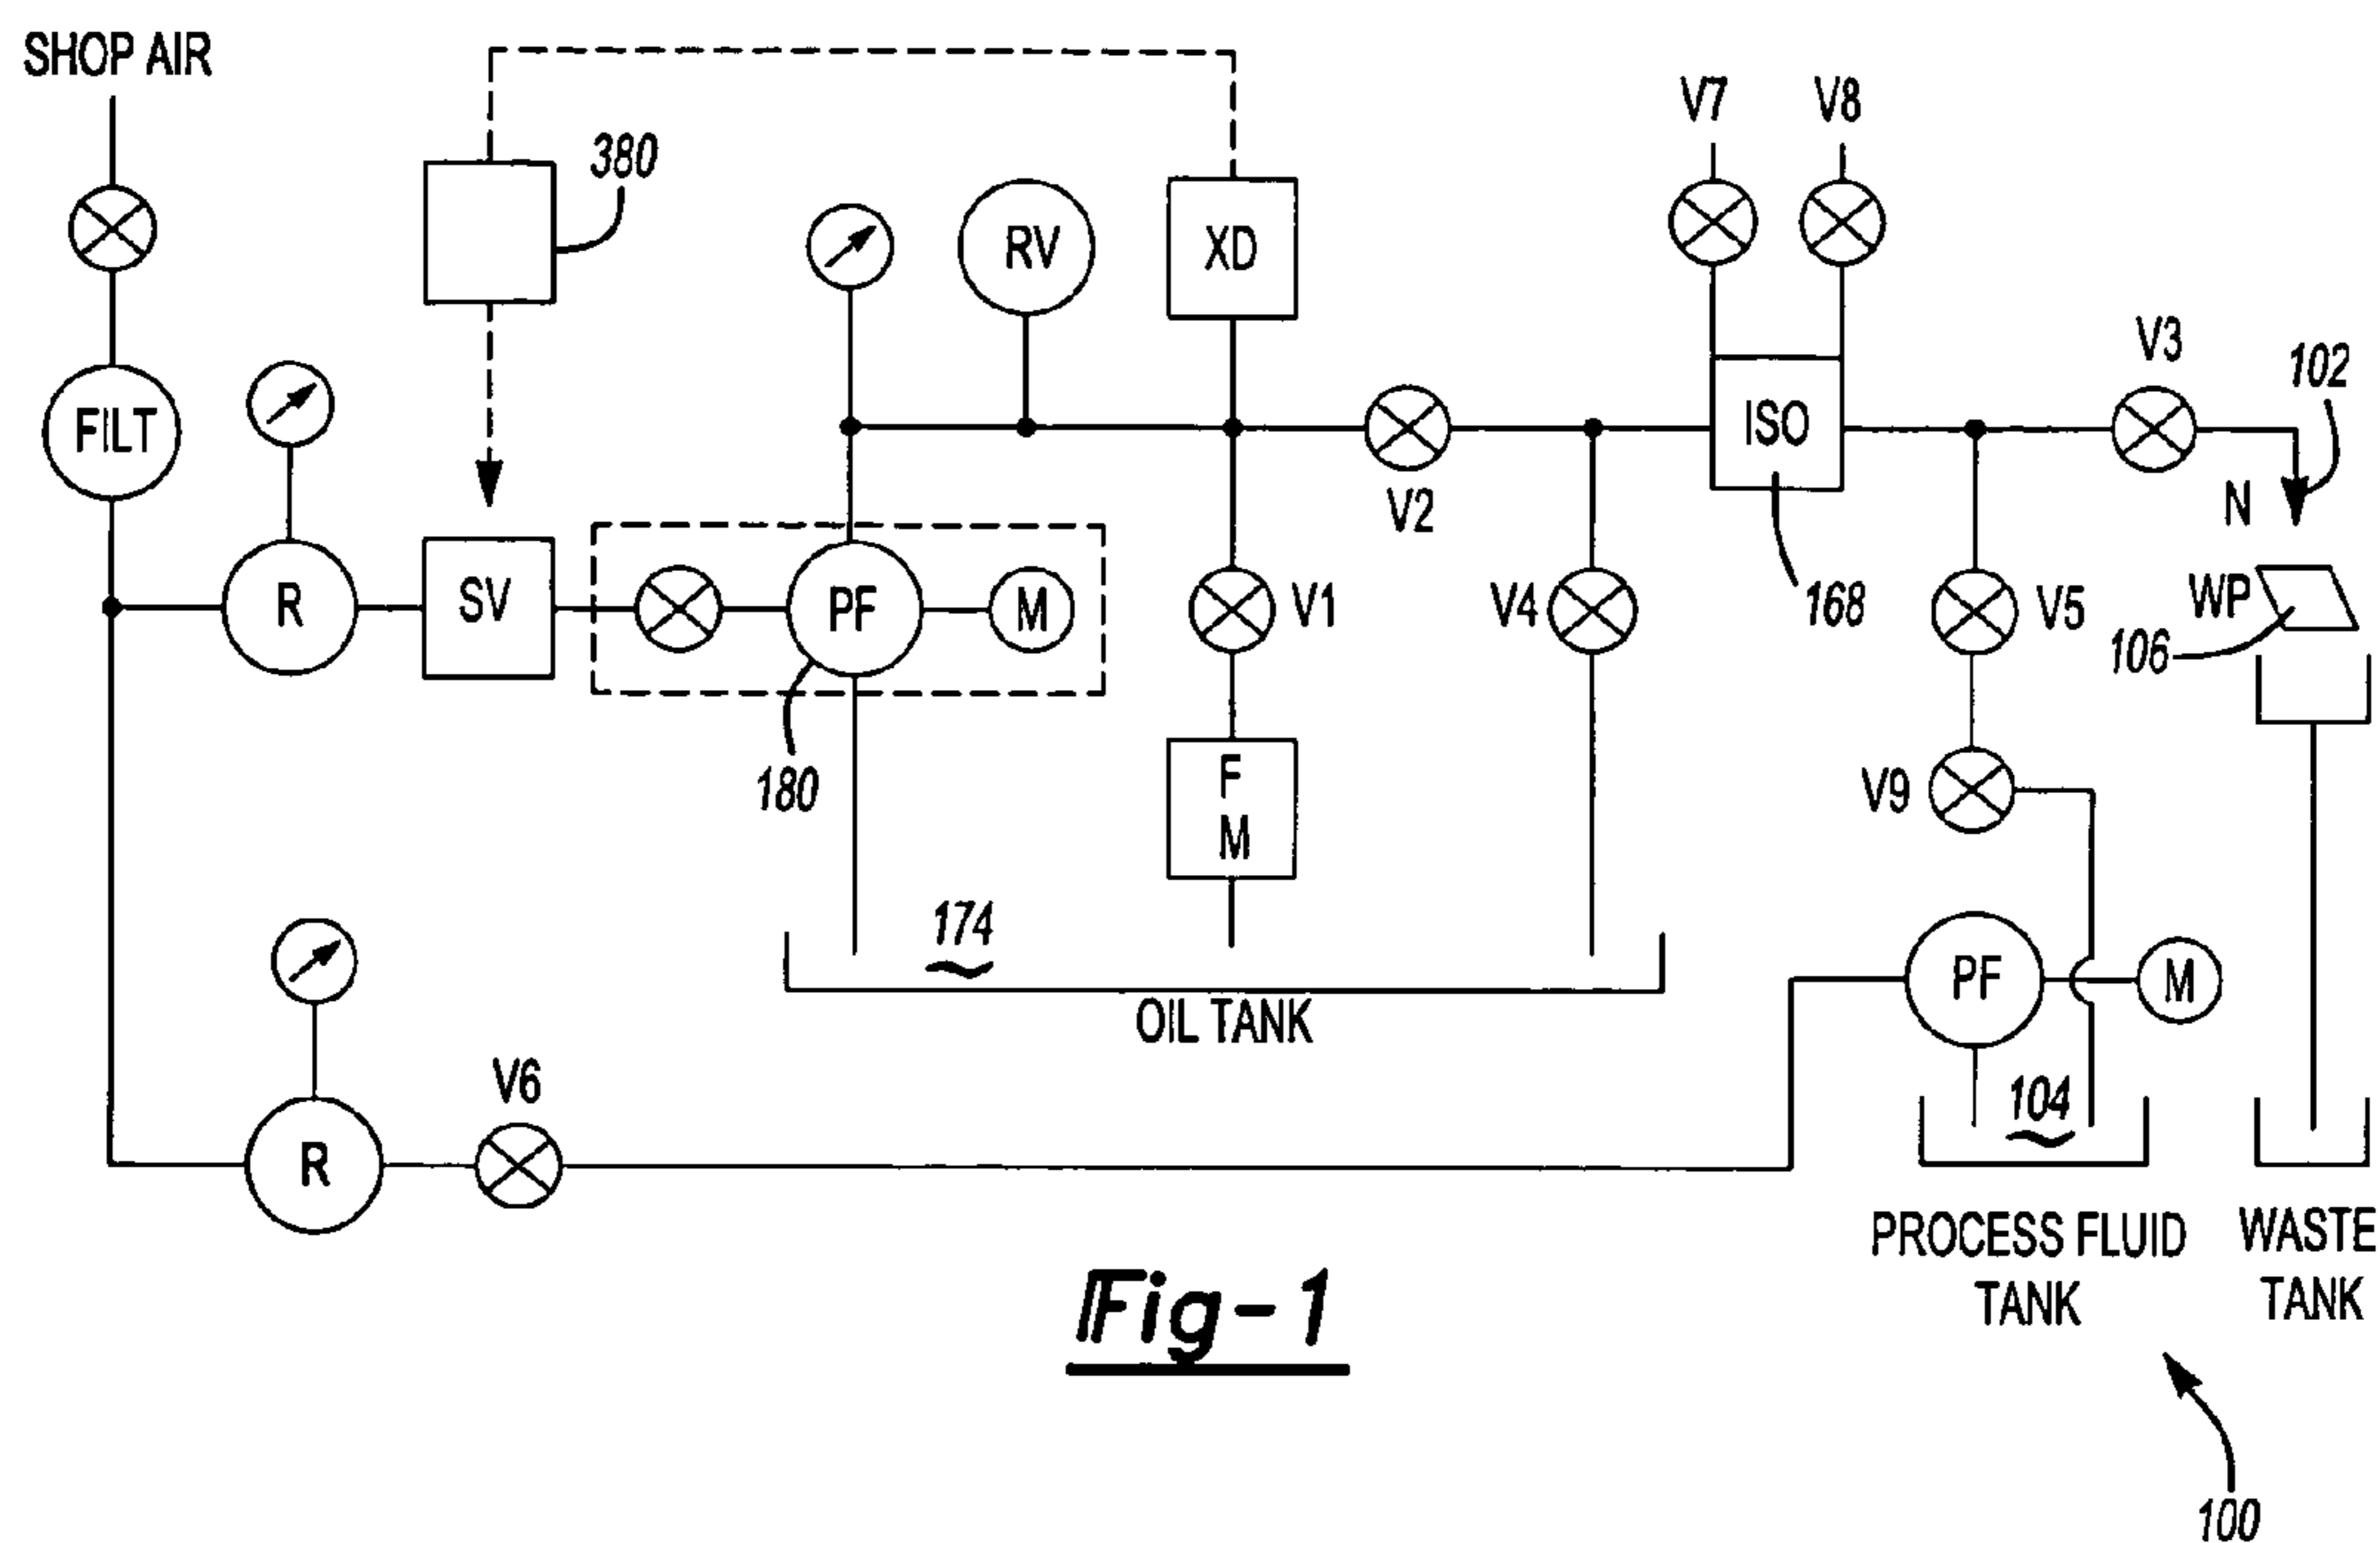 SHOP AIR
380
V7
V8
RV
XD
V3
102
FILT
ISO
V2
N
R
SV
PF
M
V1
V4
168
V5
WP
106
180
F
M
V9
174
OIL TANK
PF
M
V6
104
R
PROCESS FLUID
TANK
WASTE
TANK
Fig-1
100